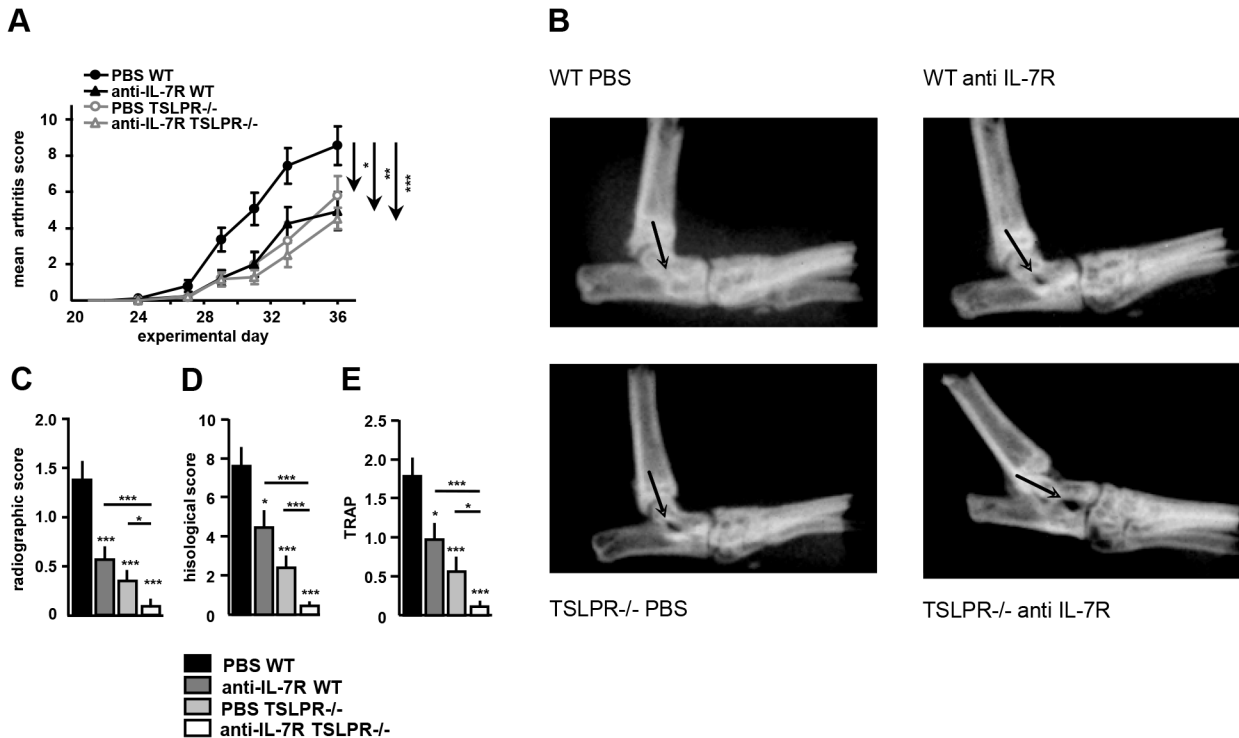 A
PBS WT
anti-IL-7R WT
PBS TSLPR-/-
anti-IL-7R TSLPR-/-
mean arthritis score
10
8
6
4
2
0
20 24 28 32 36
experimental day
*
**
***
B
WT PBS
WT anti IL-7R
TSLPR-/- PBS
TSLPR-/- anti IL-7R
C
radiographic score
2.0
1.5
1.0
0.5
0
***
*
***
***
***
D
hisological score
10
8
6
4
2
0
***
***
*
***
***
E
TRAP
2.5
2.0
1.5
1.0
0.5
0
***
*
*
***
***
PBS WT
anti-IL-7R WT
PBS TSLPR-/-
anti-IL-7R TSLPR-/-